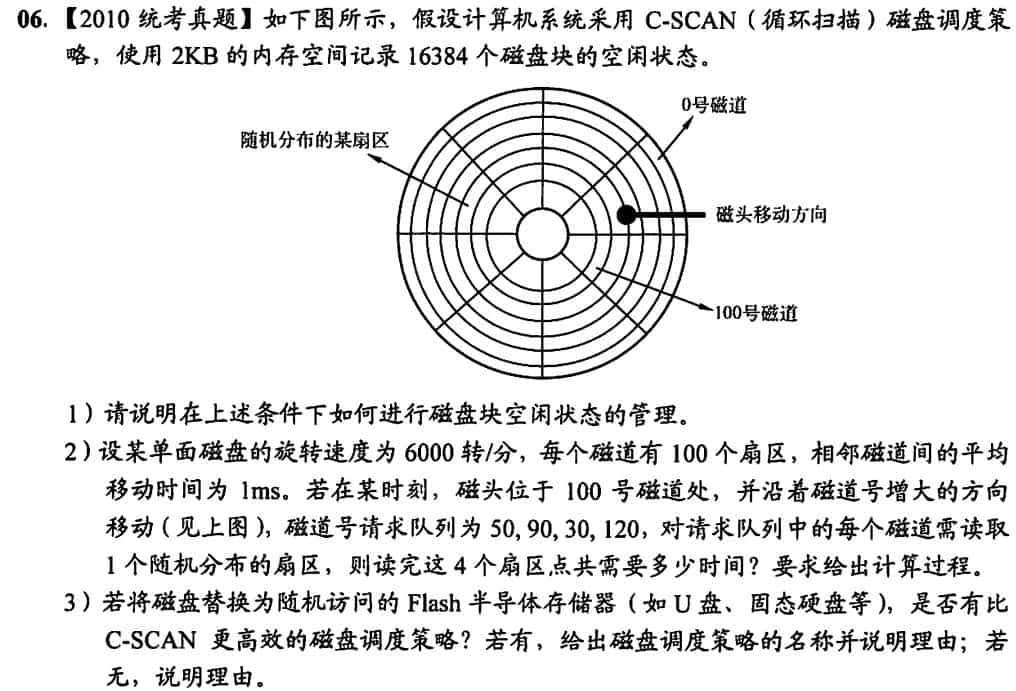 06. 【2010 统考真题】如下图所示，假设计算机系统采用 C-SCAN（循环扫描）磁盘调度策
略，使用 2KB 的内存空间记录 16384 个磁盘块的空闲状态。
0号磁道
随机分布的某扇区
磁头移动方向
100号磁道
1）请说明在上述条件下如何进行磁盘块空闲状态的管理。
2）设某单面磁盘的旋转速度为 6000 转/分，每个磁道有 100 个扇区，相邻磁道间的平均
移动时间为 1ms。若在某时刻，磁头位于 100 号磁道处，并沿着磁道号增大的方向
移动（见上图），磁道号请求队列为 50, 90, 30, 120，对请求队列中的每个磁道需读取
1 个随机分布的扇区，则读完这 4 个扇区点共需要多少时间？要求给出计算过程。
3）若将磁盘替换为随机访问的 Flash 半导体存储器（如 U 盘、固态硬盘等），是否有比
C-SCAN 更高效的磁盘调度策略？若有，给出磁盘调度策略的名称并说明理由；若
无，说明理由。